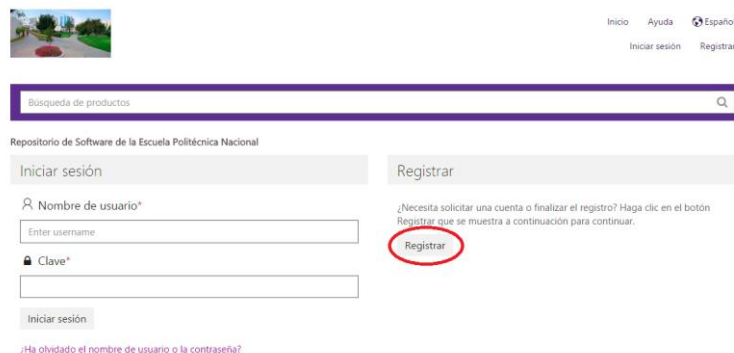 Inicio Ayuda Español
Iniciar sesión Registrar
Búsqueda de productos
Repositorio de Software de la Escuela Politécnica Nacional
Iniciar sesión
Nombre de usuario*
Enter username
Clave*
Iniciar sesión
¿Ha olvidado el nombre de usuario o la contraseña?
Registrar
¿Necesita solicitar una cuenta o finalizar el registro? Haga clic en el botón
Registrar que se muestra a continuación para continuar.
Registrar